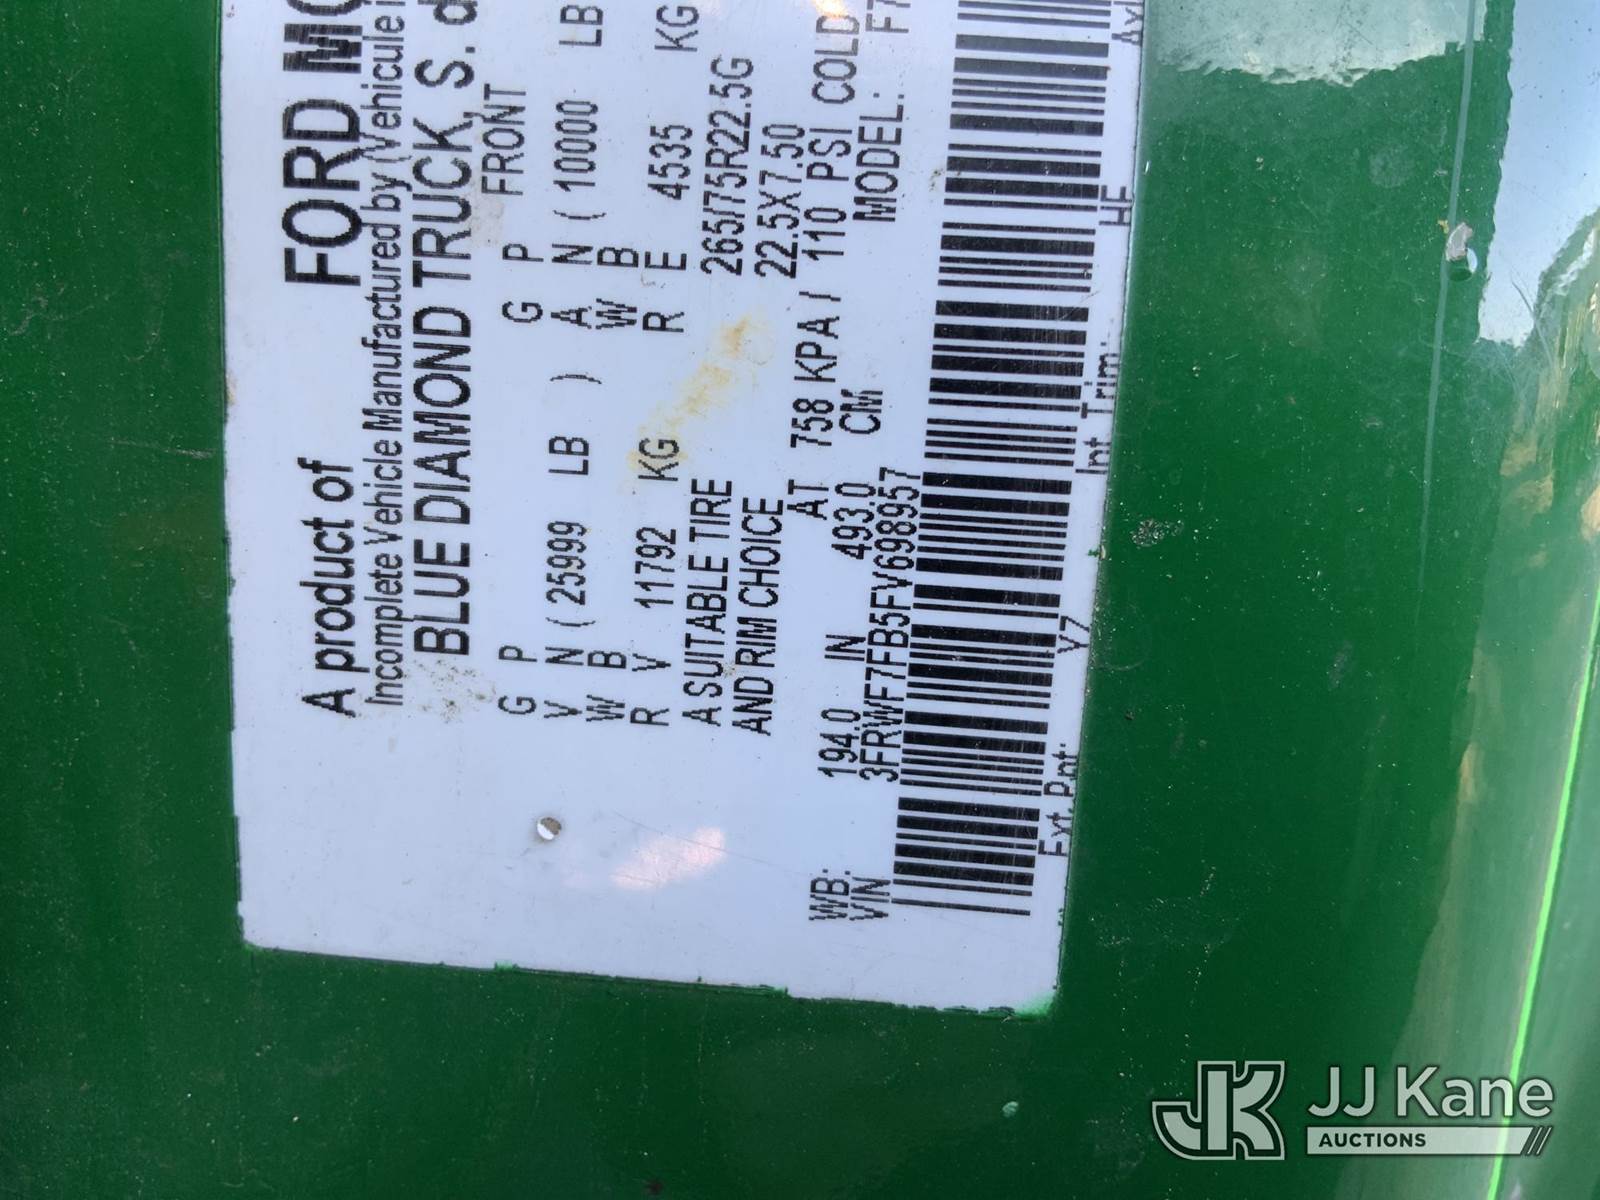 A product of FORD
Incomplete Vehicle Manufactured by (Vehicule
BLUE DIAMOND TRUCK, S. d
G P G P FRONT
V N ( 25999 LB ) A N ( 10000 LB
W B W B
R V 11792 KG R E 4535 KG
A SUITABLE TIRE 265/75R22.5G
AND RIM CHOICE 22.5X7.50
AT 758 KPA / 110 PSI COLD
WB: 194.0 IN 493.0 CM MODEL: F7
VIN 3FRWF7FB5FV698957
Ext. Pnt: Y7 Int Trim: HE
JK JJ Kane
AUCTIONS